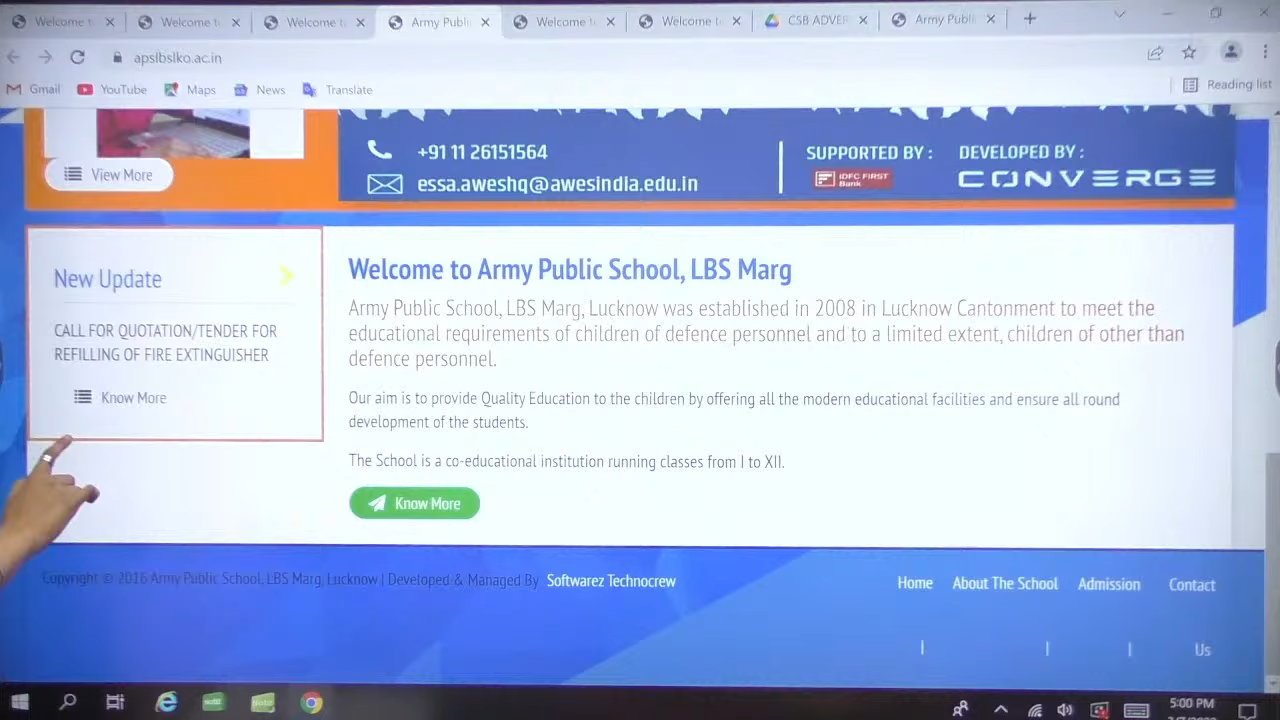 Welcome t
Welcome t
Welcome t
Army Publi
Welcome t
Welcome t
CSB ADVER
Army Publi
apslbslko.ac.in
Gmail
YouTube
Maps
News
Translate
Reading list
View More
+91 11 26151564
essa.aweshq@awesindia.edu.in
SUPPORTED BY :
IDFC FIRST
Bank
DEVELOPED BY :
CONVERGE
New Update
CALL FOR QUOTATION/TENDER FOR
REFILLING OF FIRE EXTINGUISHER
Know More
Welcome to Army Public School, LBS Marg
Army Public School, LBS Marg, Lucknow was established in 2008 in Lucknow Cantonment to meet the
educational requirements of children of defence personnel and to a limited extent, children of other than
defence personnel.
Our aim is to provide Quality Education to the children by offering all the modern educational facilities and ensure all round
development of the students.
The School is a co-educational institution running classes from I to XII.
Know More
Copyright © 2016 Army Public School, LBS Marg, Lucknow | Developed & Managed By Softwarez Technocrew
Home | About The School | Admission | Contact
Us
5:00 PM